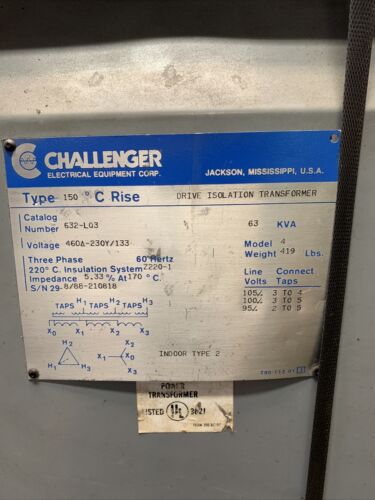 CHALLENGER
ELECTRICAL EQUIPMENT CORP.
JACKSON, MISSISSIPPI, U.S.A.
Type 150 °C Rise
DRIVE ISOLATION TRANSFORMER
Catalog
Number 632-LQ3
63 KVA
Voltage 460Δ-230Y/133
Model 4
Weight 419 Lbs.
Three Phase 60 Hertz
220° C. Insulation System Z220-1
Impedance 5.33 % At 170 °C.
S/N 29-8/88-210818
Line Connect
Volts Taps
105% 3 TO 4
100% 3 TO 5
95% 2 TO 5
TAPS H1 TAPS H2 TAPS H3
X0 X1 X2 X3
H2
H1 H3
X1 X2
X0
X3
INDOOR TYPE 2
POWER
TRANSFORMER
LISTED UL